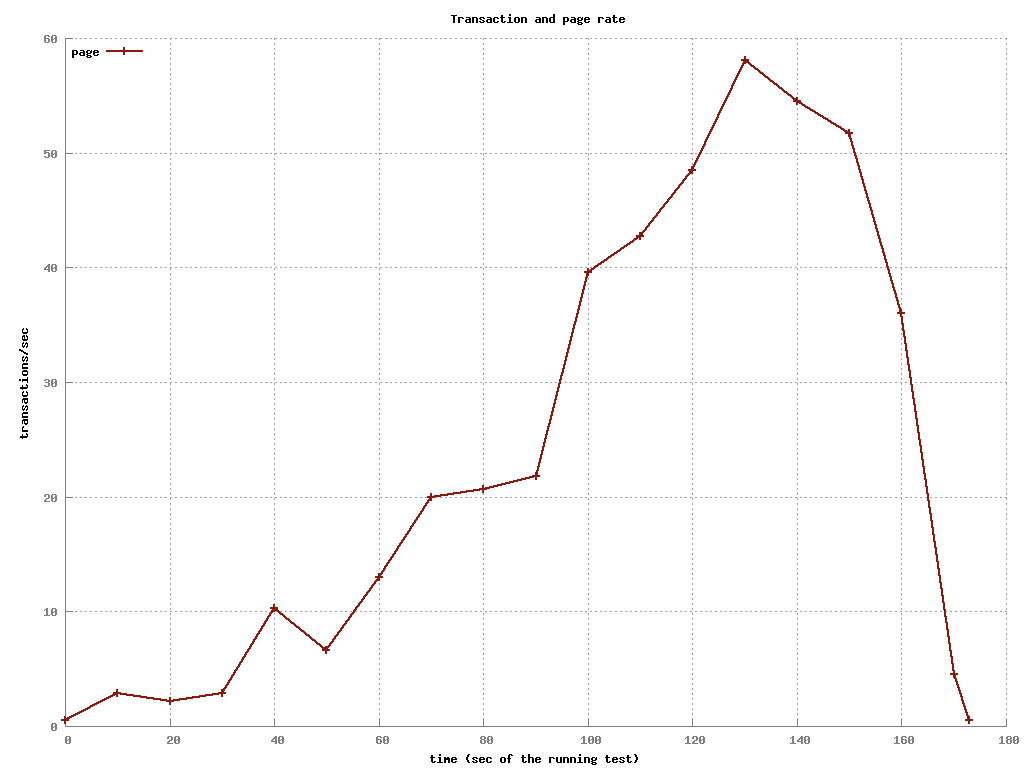 Transaction and page rate
page
60
50
40
30
20
10
0
transactions/sec
0 20 40 60 80 100 120 140 160 180
time (sec of the running test)